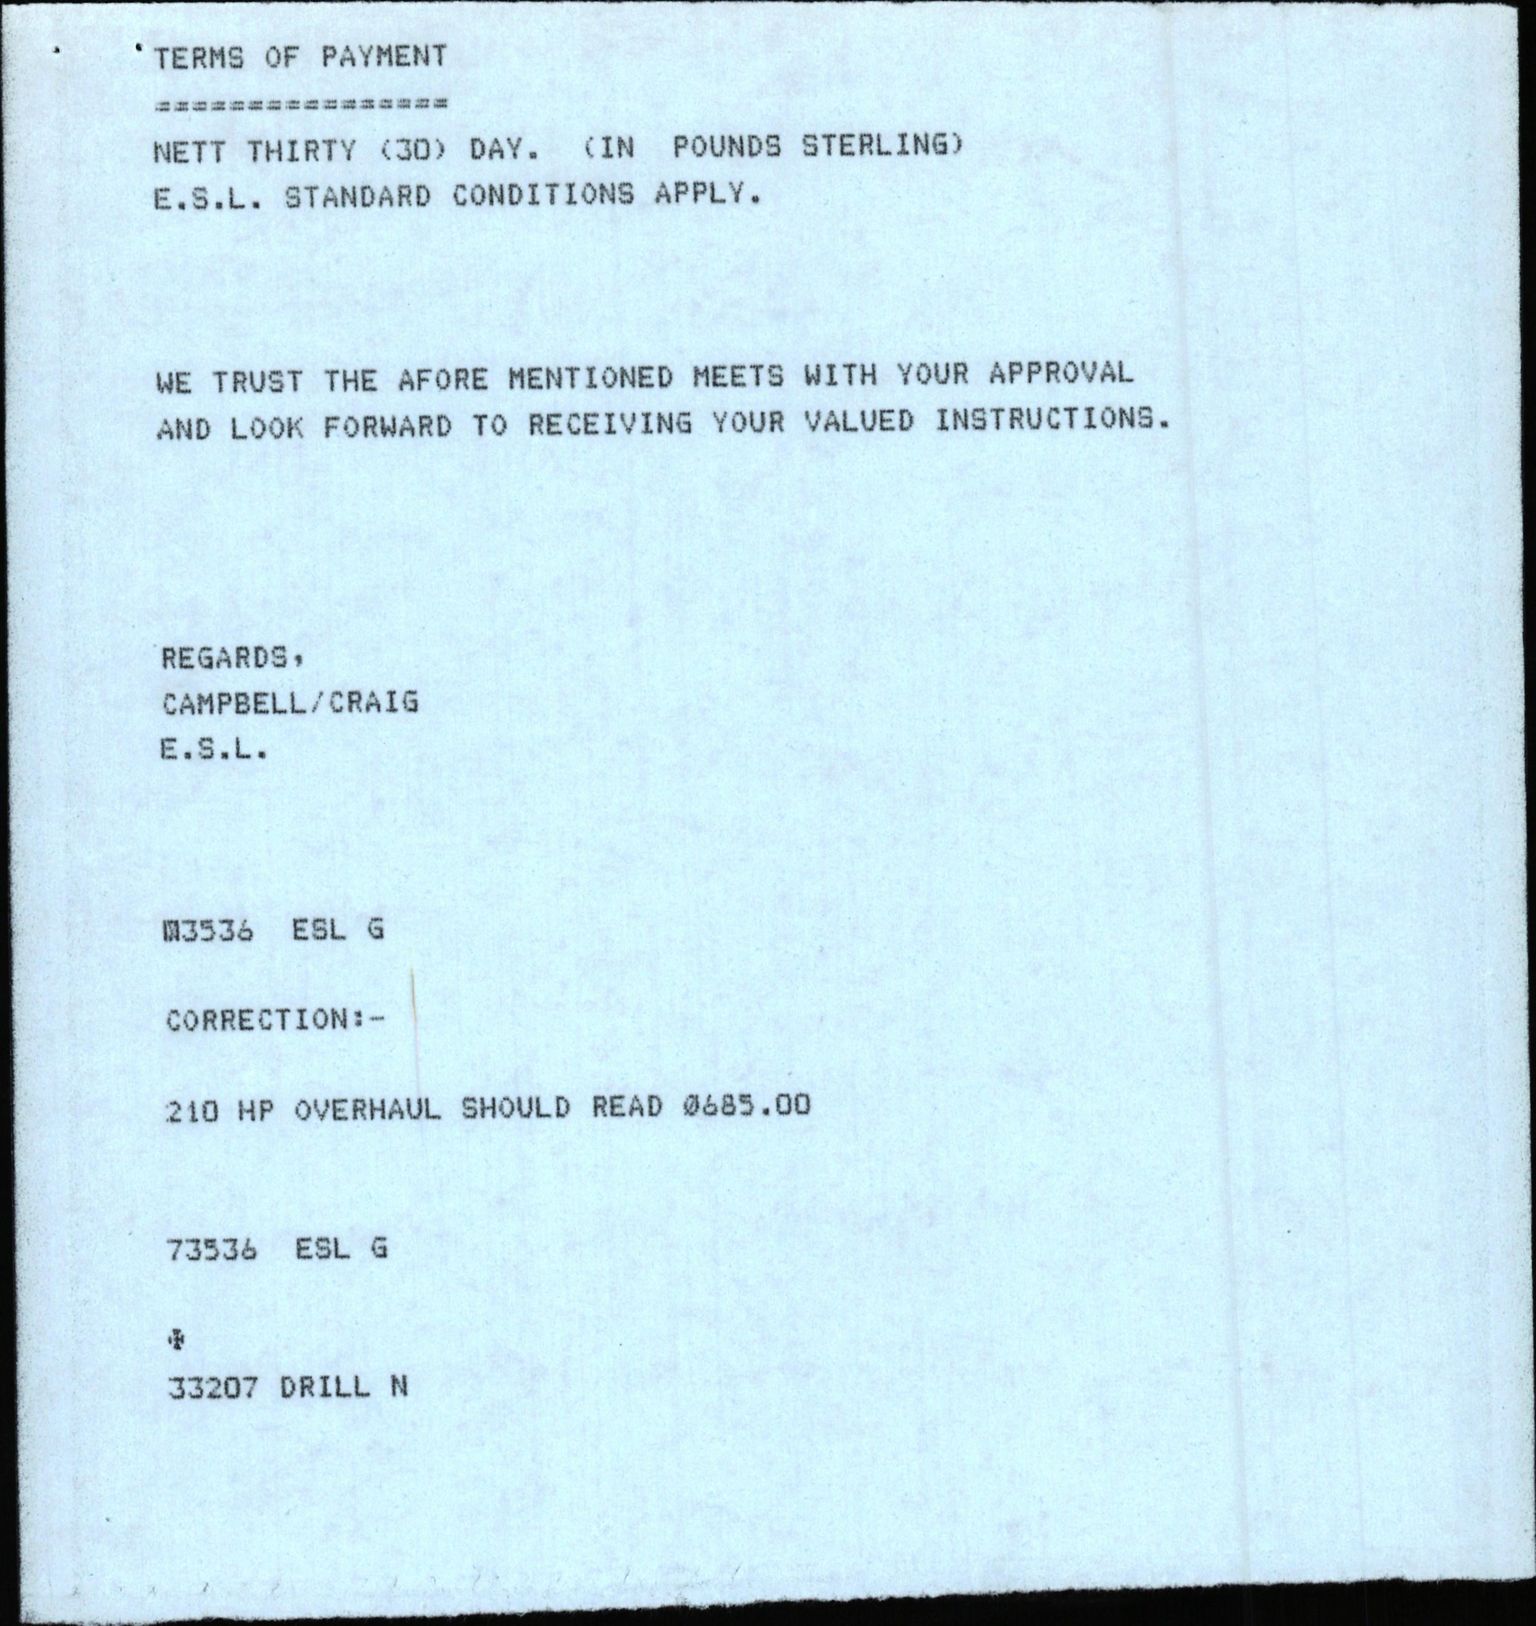 TERMS OF PAYMENT
================
NETT THIRTY (30) DAY. (IN POUNDS STERLING)
E.S.L. STANDARD CONDITIONS APPLY.
WE TRUST THE AFORE MENTIONED MEETS WITH YOUR APPROVAL
AND LOOK FORWARD TO RECEIVING YOUR VALUED INSTRUCTIONS.
REGARDS,
CAMPBELL/CRAIG
E.S.L.
3536 ESL G
CORRECTION:-
210 HP OVERHAUL SHOULD READ Ø685.00
73536 ESL G
✠
33207 DRILL N